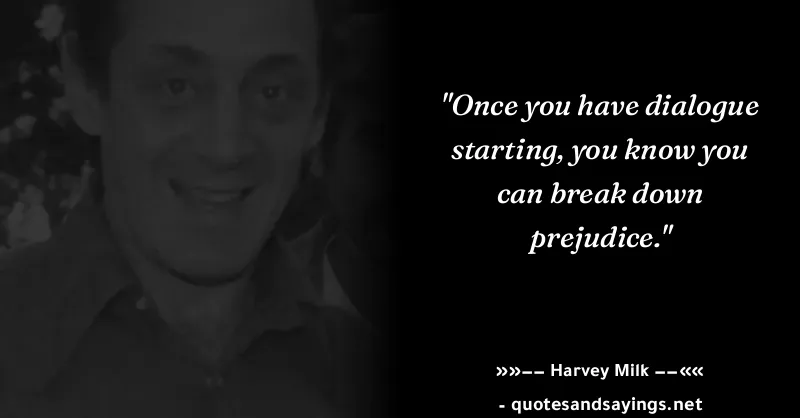 "Once you have dialogue
starting, you know you
can break down
prejudice."
»»—— Harvey Milk ——««
- quotesandsayings.net